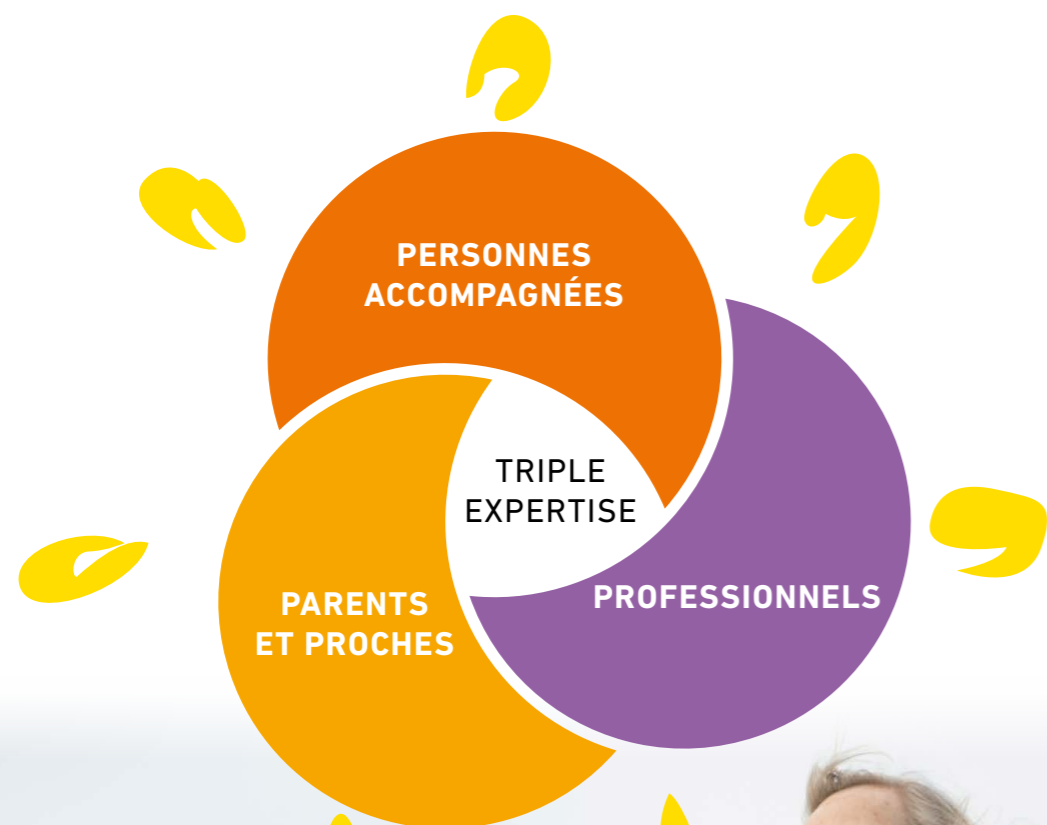 PERSONNES
ACCOMPAGNÉES
TRIPLE
EXPERTISE
PROFESSIONNELS
PARENTS
ET PROCHES